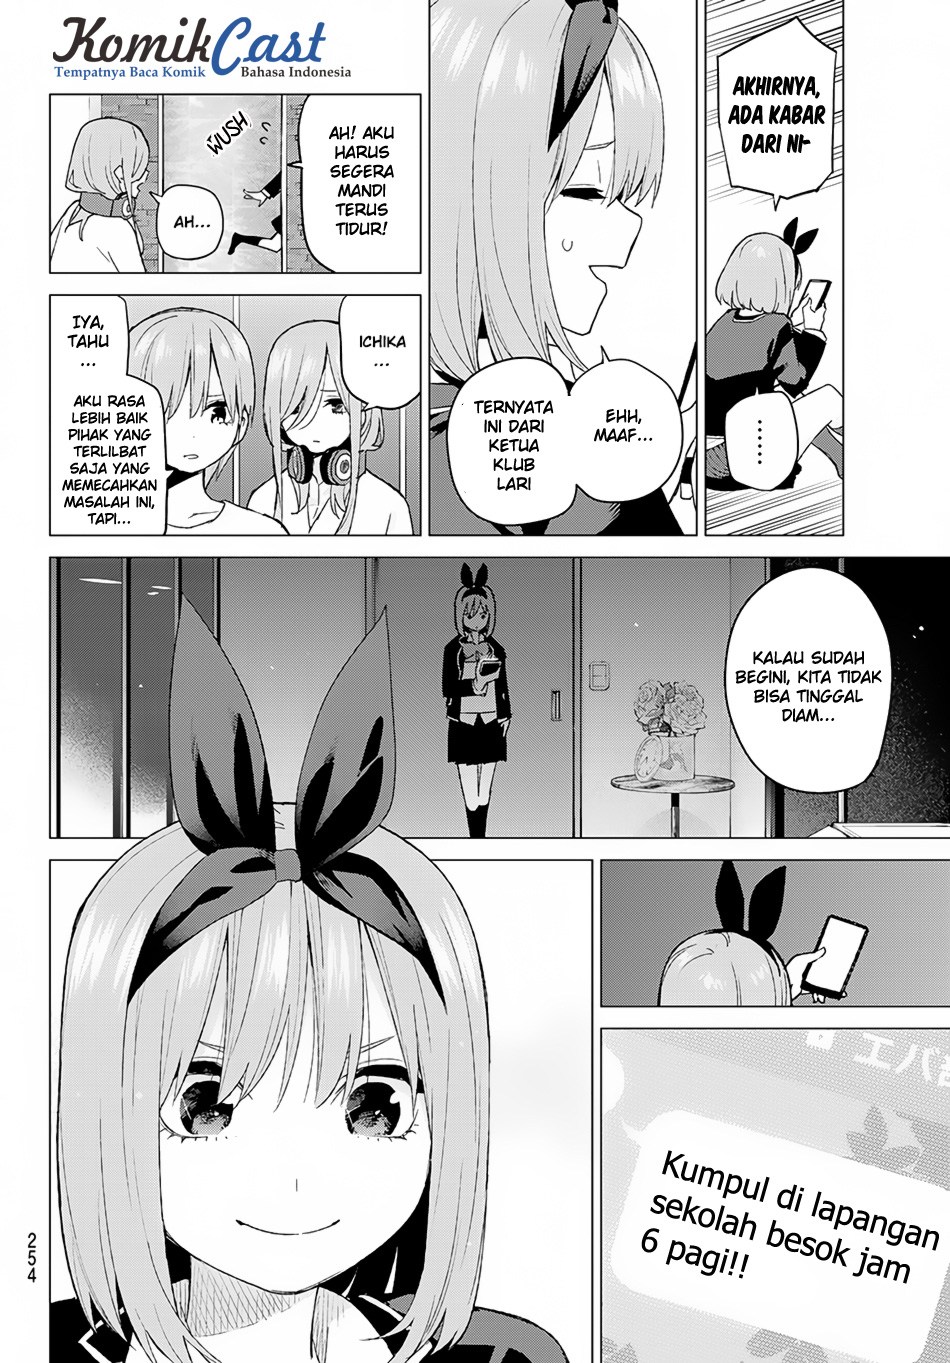 KomikCast
Tempatnya Baca Komik Bahasa Indonesia
AKHIRNYA,
ADA KABAR
DARI NI-
......
EHH,
MAAF...
TERNYATA
INI DARI
KETUA
KLUB
LARI
AH! AKU
HARUS
SEGERA
MANDI
TERUS
TIDUR!
WUSH
AH...
ICHIKA
...
IYA,
TAHU
...
AKU RASA
LEBIH BAIK
PIHAK YANG
TERLILBAT
SAJA YANG
MEMECAHKAN
MASALAH INI,
TAPI...
KALAU SUDAH
BEGINI, KITA TIDAK
BISA TINGGAL
DIAM...
エバ
Kumpul di lapangan
sekolah besok jam
6 pagi!!
254